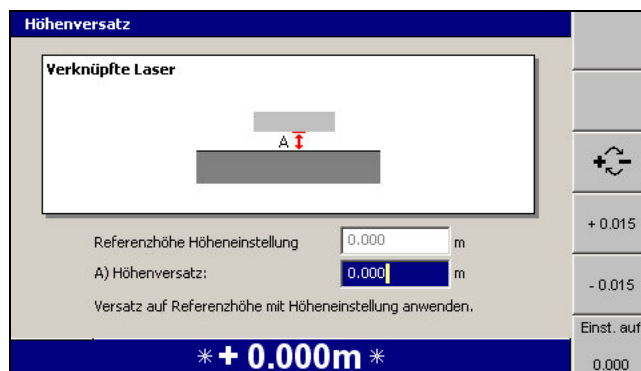 Höhenversatz
Verknüpfte Laser
A
Referenzhöhe Höheneinstellung 0.000 m
A) Höhenversatz: 0.000 m
Versatz auf Referenzhöhe mit Höheneinstellung anwenden.
* + 0.000m *
+ -
+ 0.015
- 0.015
Einst. auf
0.000